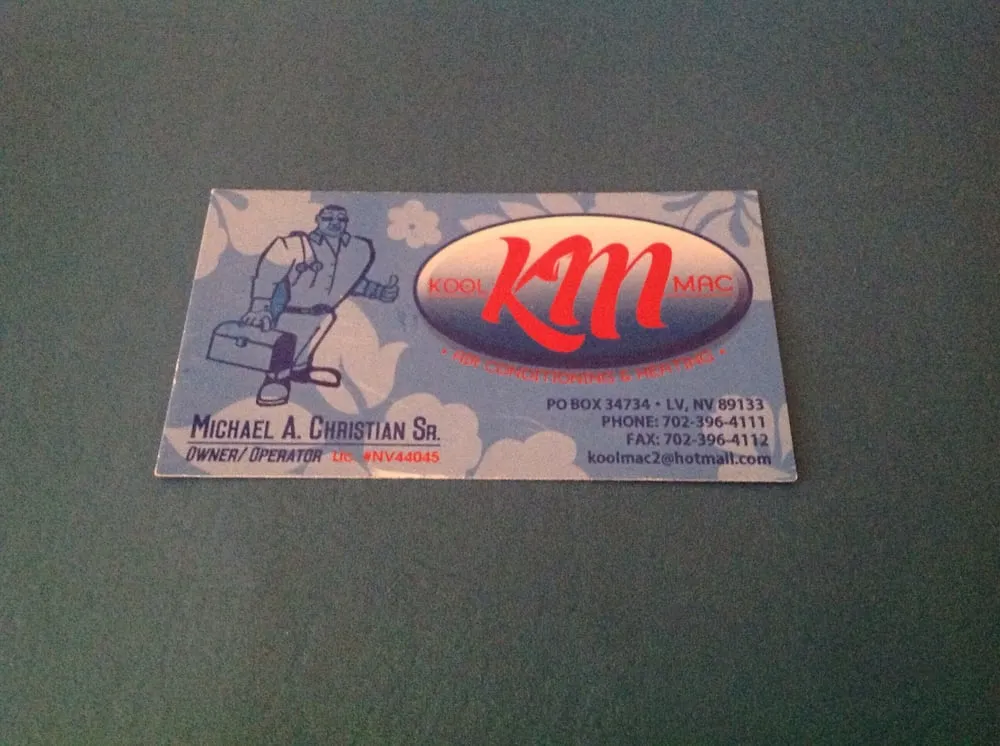 KOOL KM MAC
• AIR CONDITIONING & HEATING •
PO BOX 34734 • LV, NV 89133
PHONE: 702-396-4111
FAX: 702-396-4112
koolmac2@hotmail.com
MICHAEL A. CHRISTIAN SR.
OWNER/OPERATOR LIC. #NV44045